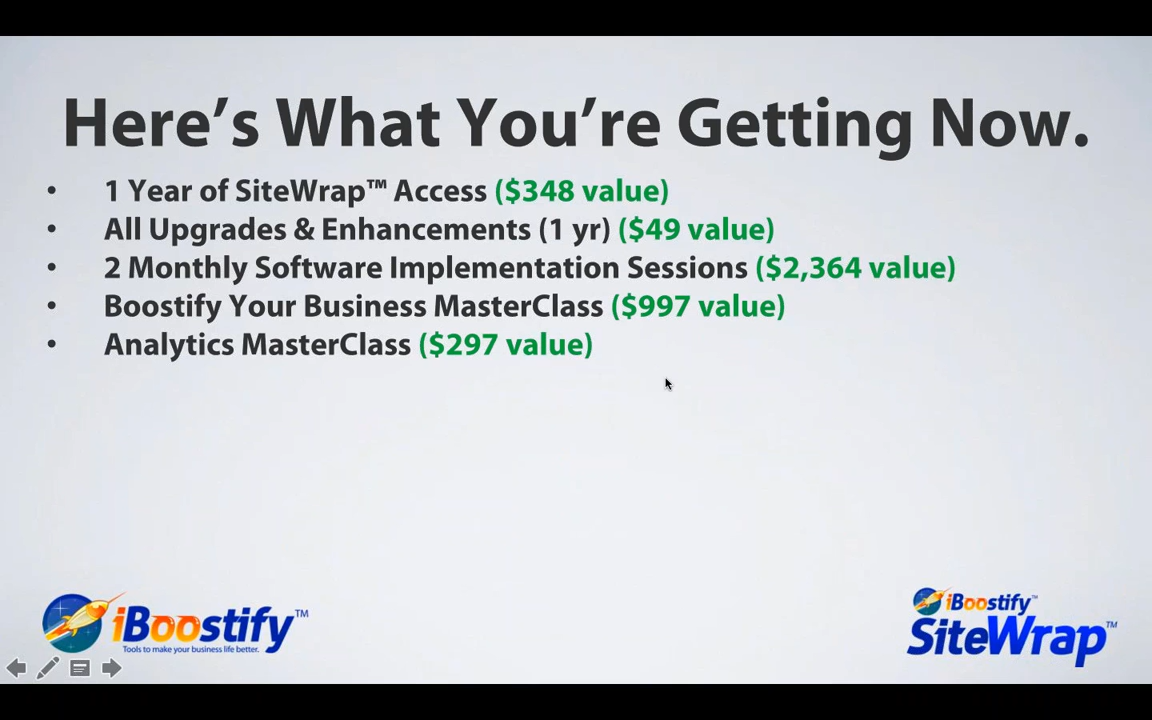 Here's What You're Getting Now.
• 1 Year of SiteWrap™ Access ($348 value)
• All Upgrades & Enhancements (1 yr) ($49 value)
• 2 Monthly Software Implementation Sessions ($2,364 value)
• Boostify Your Business MasterClass ($997 value)
• Analytics MasterClass ($297 value)
iBoostify™
Tools to make your business life better.
iBoostify™
SiteWrap™